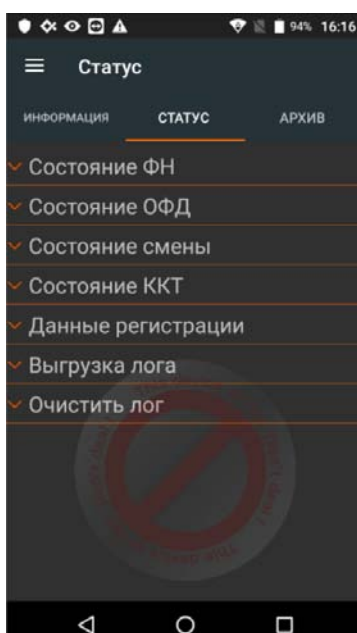 94% 16:16
Статус
ИНФОРМАЦИЯ СТАТУС АРХИВ
Состояние ФН
Состояние ОФД
Состояние смены
Состояние ККТ
Данные регистрации
Выгрузка лога
Очистить лог